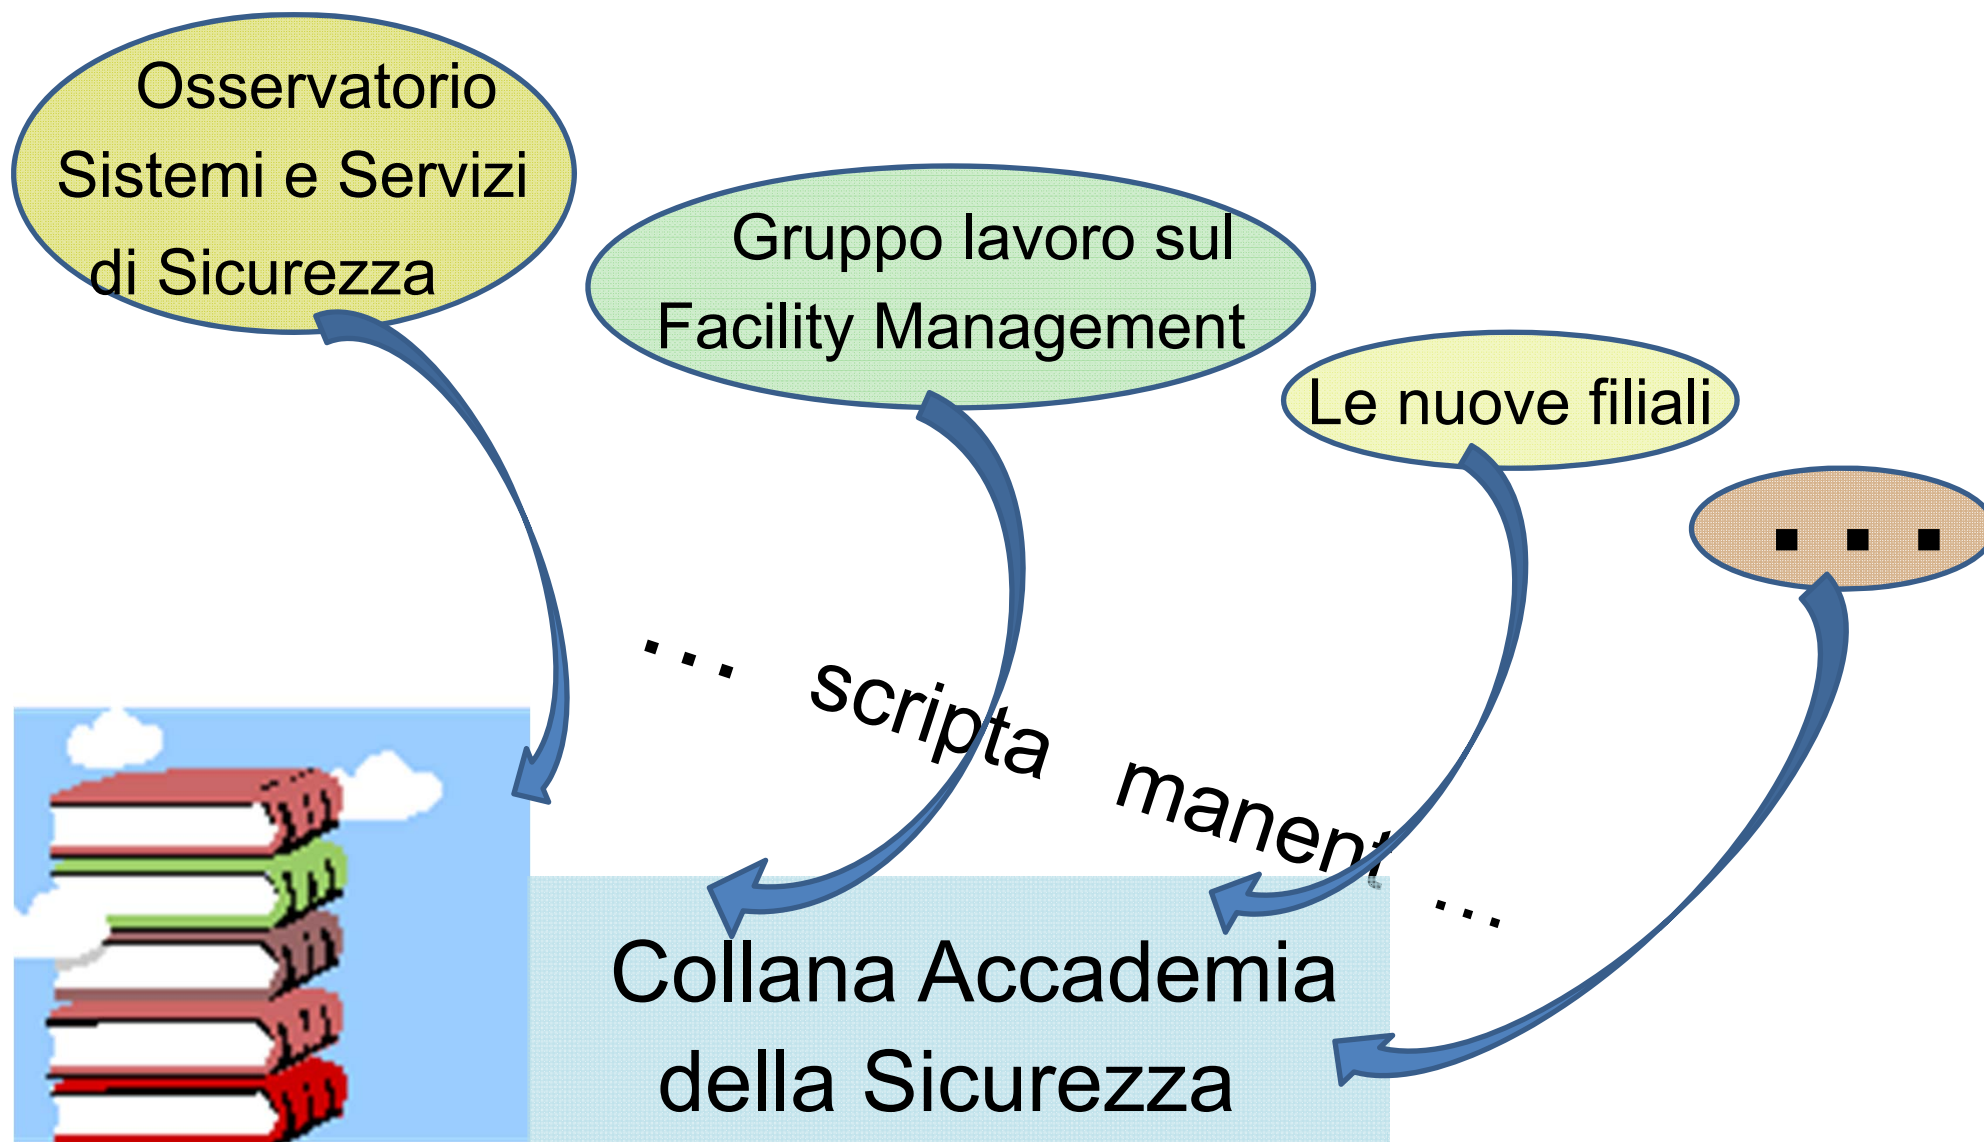 Osservatorio
Sistemi e Servizi
di Sicurezza
Gruppo lavoro sul
Facility Management
Le nuove filiali
...
... scripta manent ...
Collana Accademia
della Sicurezza